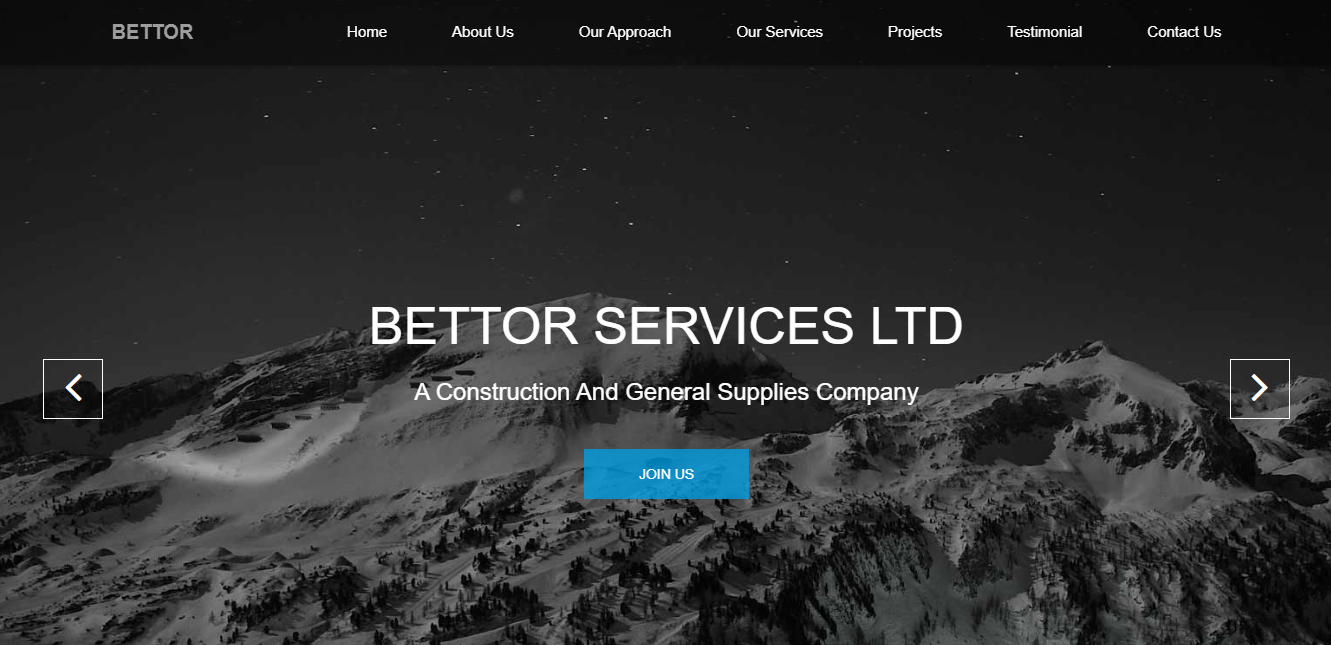 BETTOR
Home About Us Our Approach Our Services Projects Testimonial Contact Us
BETTOR SERVICES LTD
A Construction And General Supplies Company
JOIN US